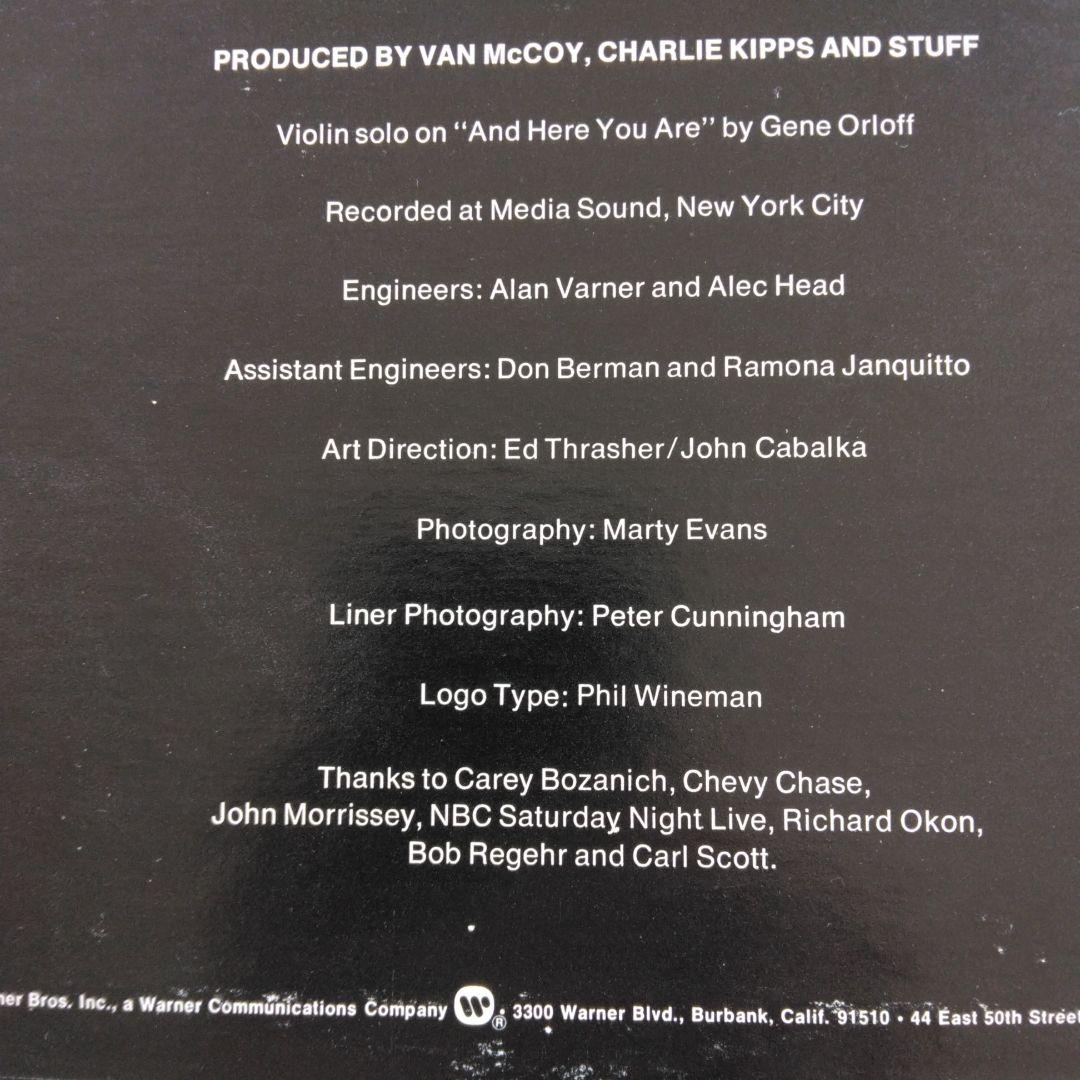 PRODUCED BY VAN McCOY, CHARLIE KIPPS AND STUFF
Violin solo on “And Here You Are” by Gene Orloff
Recorded at Media Sound, New York City
Engineers: Alan Varner and Alec Head
Assistant Engineers: Don Berman and Ramona Janquitto
Art Direction: Ed Thrasher/John Cabalka
Photography: Marty Evans
Liner Photography: Peter Cunningham
Logo Type: Phil Wineman
Thanks to Carey Bozanich, Chevy Chase,
John Morrissey, NBC Saturday Night Live, Richard Okon,
Bob Regehr and Carl Scott.
Bros. Inc., a Warner Communications Company W ® 3300 Warner Blvd., Burbank, Calif. 91510 • 44 East 50th Street